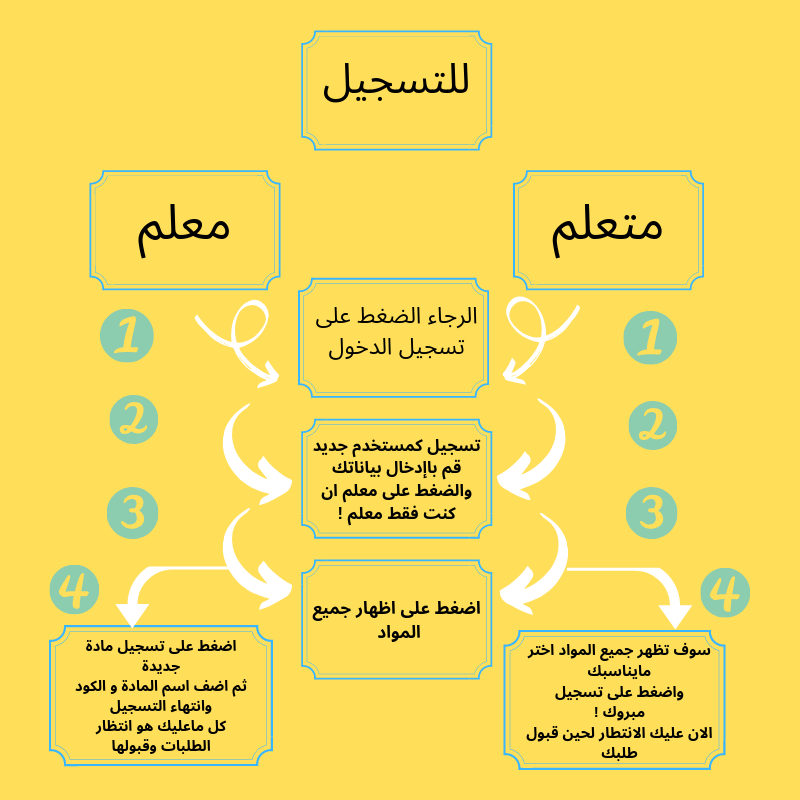 للتسجيل
متعلم
معلم
1
1
الرجاء الضغط على
تسجيل الدخول
2
2
تسجيل كمستخدم جديد
قم باإدخال بياناتك
والضغط على معلم ان
كنت فقط معلم !
3
3
اضغط على اظهار جميع
المواد
4
4
سوف تظهر جميع المواد اختر
مايناسبك
واضغط على تسجيل
مبروك !
الان عليك الانتطار لحين قبول
طلبك
اضغط على تسجيل مادة
جديدة
ثم اضف اسم المادة و الكود
وانتهاء التسجيل
كل ماعليك هو انتظار
الطلبات وقبولها